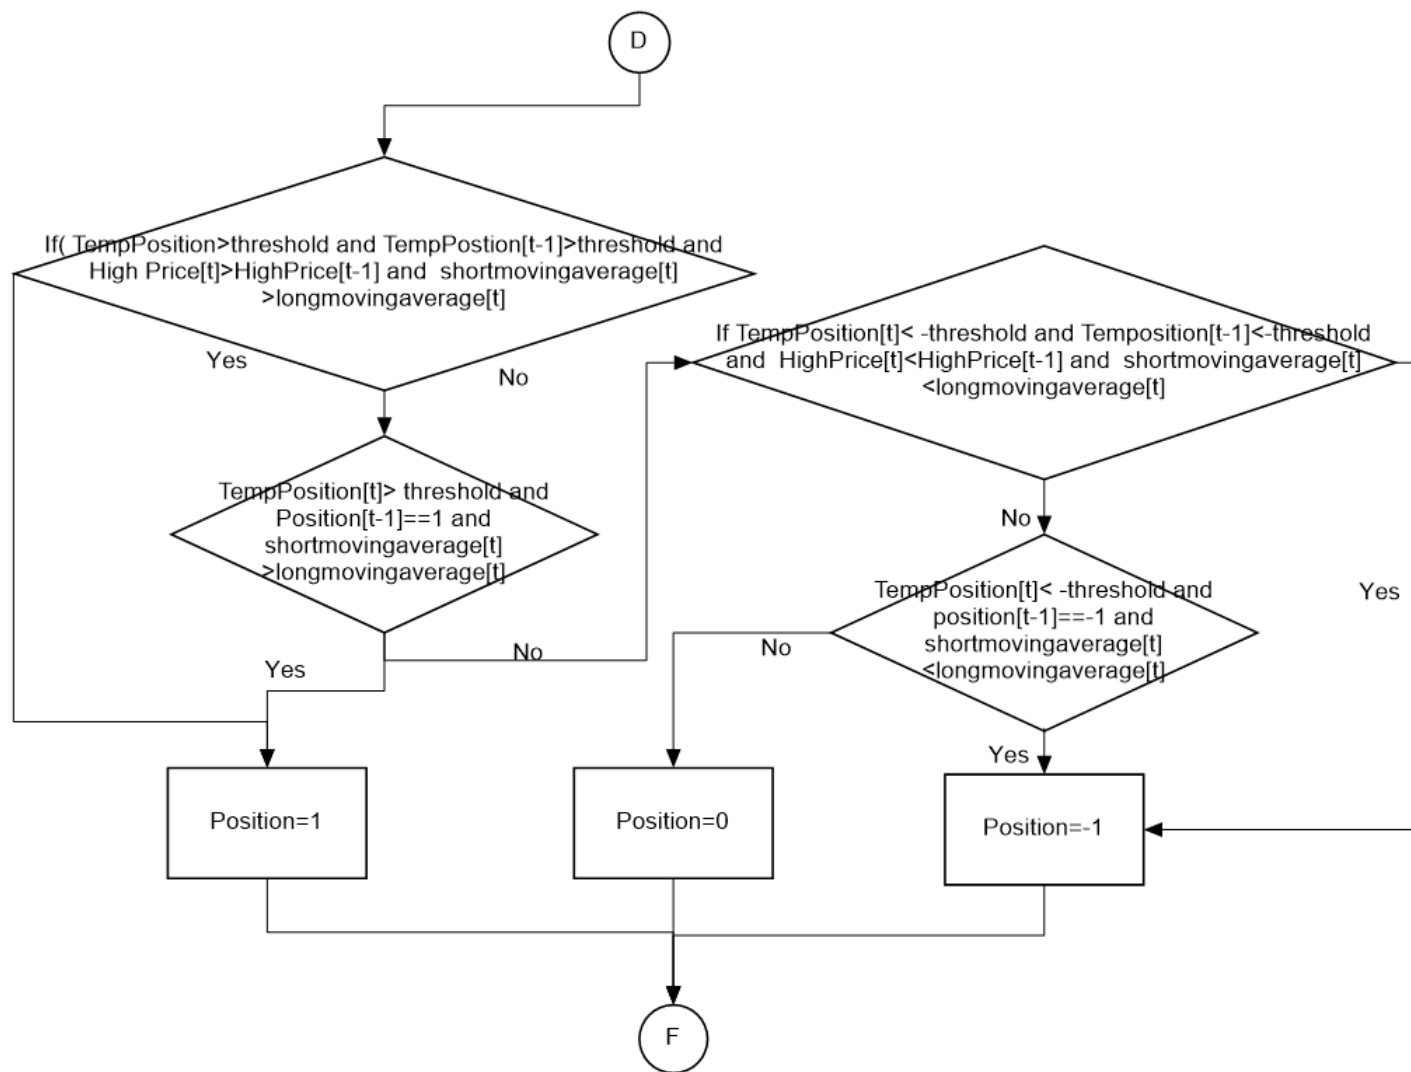 D
If( TempPosition>threshold and TempPostion[t-1]>threshold and
High Price[t]>HighPrice[t-1] and  shortmovingaverage[t]
>longmovingaverage[t]
Yes
No
If TempPosition[t]< -threshold and Temposition[t-1]<-threshold
and  HighPrice[t]<HighPrice[t-1] and  shortmovingaverage[t]
<longmovingaverage[t]
TempPosition[t]> threshold and
Position[t-1]==1 and
shortmovingaverage[t]
>longmovingaverage[t]
No
Yes
TempPosition[t]< -threshold and
position[t-1]==-1 and
shortmovingaverage[t]
<longmovingaverage[t]
No
Yes
No
Yes
Position=1
Position=0
Position=-1
F